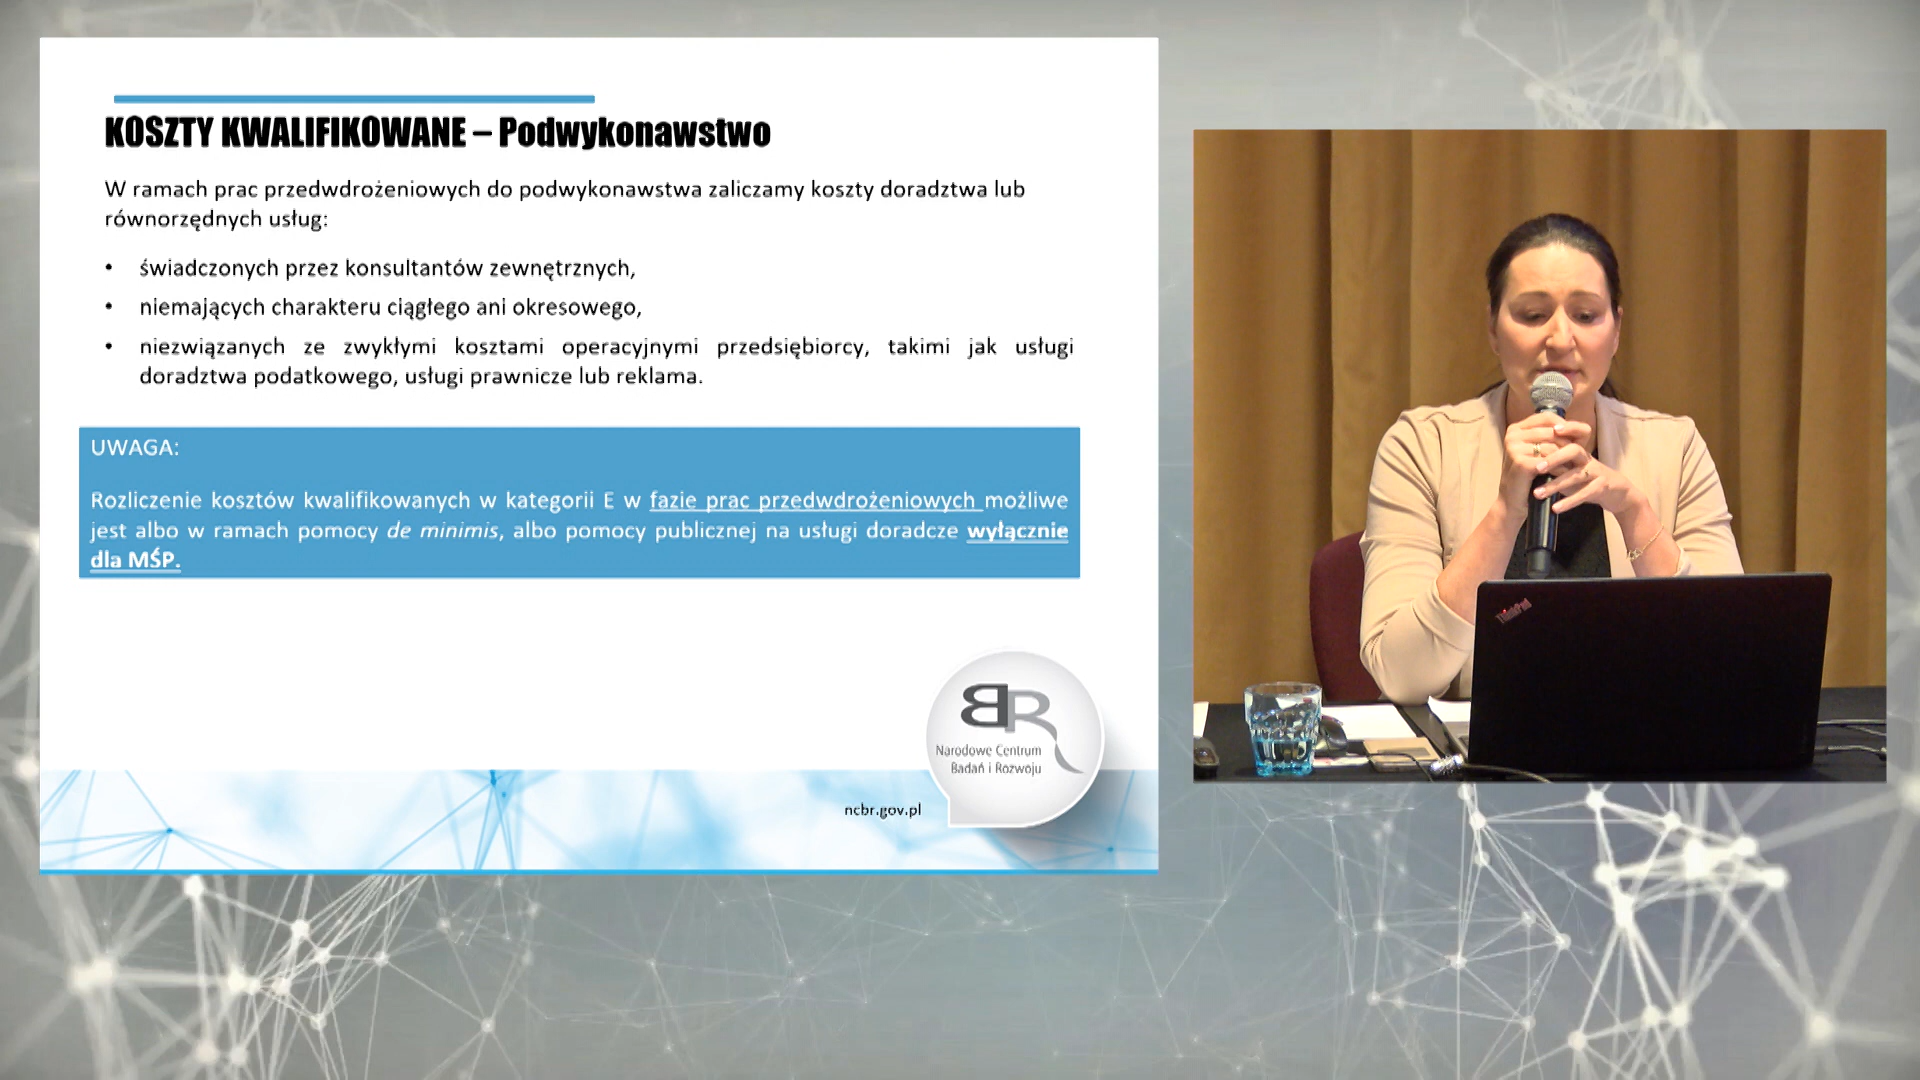 KOSZTY KWALIFIKOWANE – Podwykonawstwo
W ramach prac przedwdrożeniowych do podwykonawstwa zaliczamy koszty doradztwa lub
równorzędnych usług:
• świadczonych przez konsultantów zewnętrznych,
• niemających charakteru ciągłego ani okresowego,
• niezwiązanych ze zwykłymi kosztami operacyjnymi przedsiębiorcy, takimi jak usługi
doradztwa podatkowego, usługi prawnicze lub reklama.
UWAGA:
Rozliczenie kosztów kwalifikowanych w kategorii E w fazie prac przedwdrożeniowych możliwe
jest albo w ramach pomocy de minimis, albo pomocy publicznej na usługi doradcze wyłącznie
dla MŚP.
BR
Narodowe Centrum
Badań i Rozwoju
ncbr.gov.pl
ThinkPad